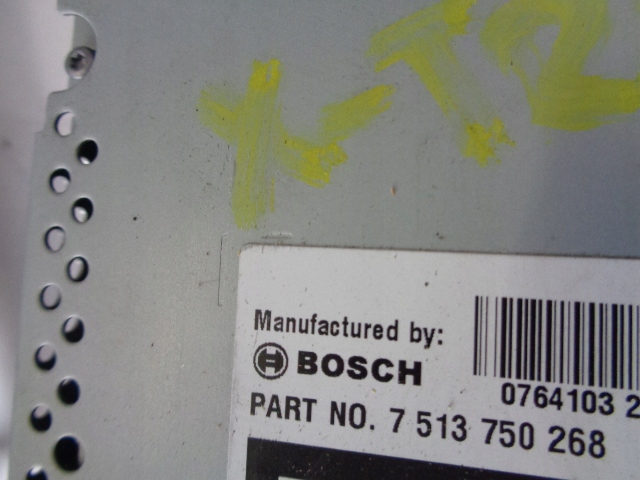 Manufactured by:
BOSCH
0764103 2
PART NO. 7 513 750 268